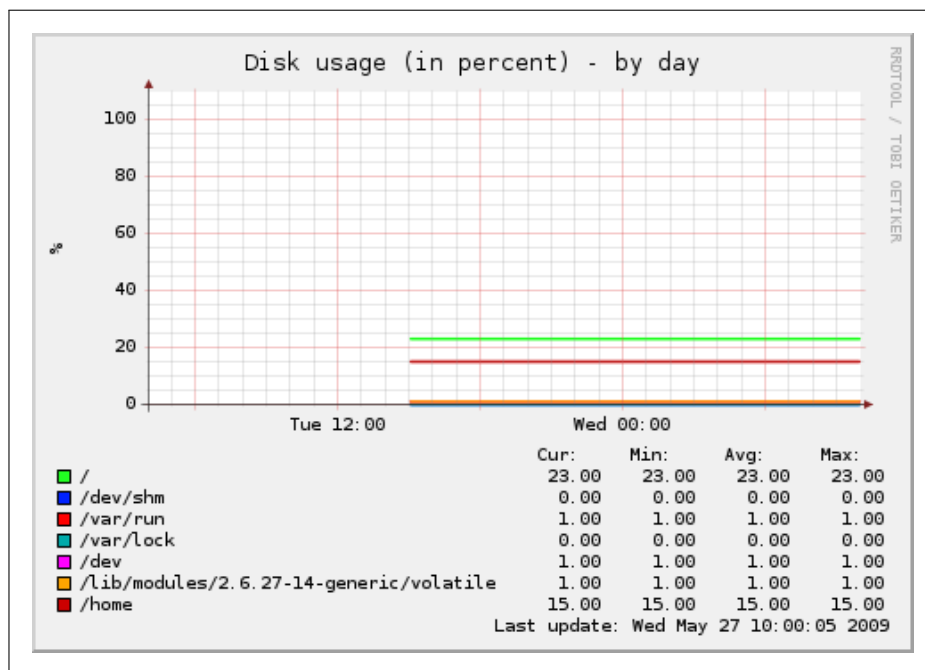 Disk usage (in percent) - by day
RRDTOOL / TOBI OETIKER
100
80
60
40
20
0
%
Tue 12:00 Wed 00:00
Cur: Min: Avg: Max:
/ 23.00 23.00 23.00 23.00
/dev/shm 0.00 0.00 0.00 0.00
/var/run 1.00 1.00 1.00 1.00
/var/lock 0.00 0.00 0.00 0.00
/dev 1.00 1.00 1.00 1.00
/lib/modules/2.6.27-14-generic/volatile 1.00 1.00 1.00 1.00
/home 15.00 15.00 15.00 15.00
Last update: Wed May 27 10:00:05 2009